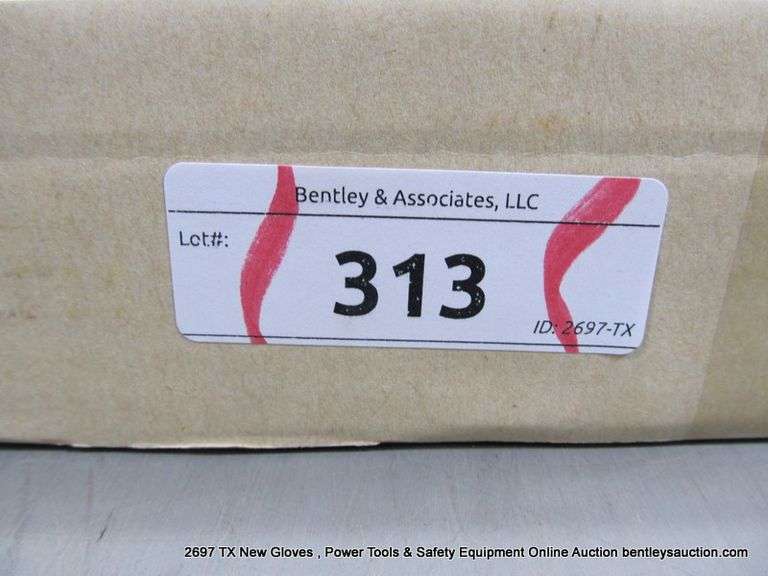 Bentley & Associates, LLC
Lot#:
313
ID: 2697-TX
2697 TX New Gloves , Power Tools & Safety Equipment Online Auction bentleysauction.com